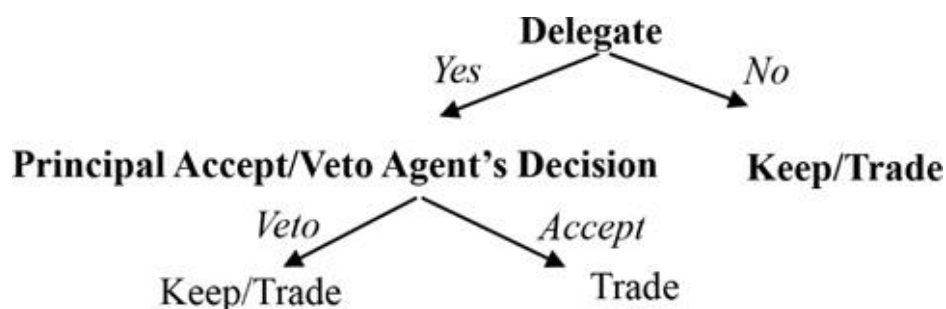 Delegate
Yes No
Principal Accept/Veto Agent's Decision Keep/Trade
Veto Accept
Keep/Trade Trade